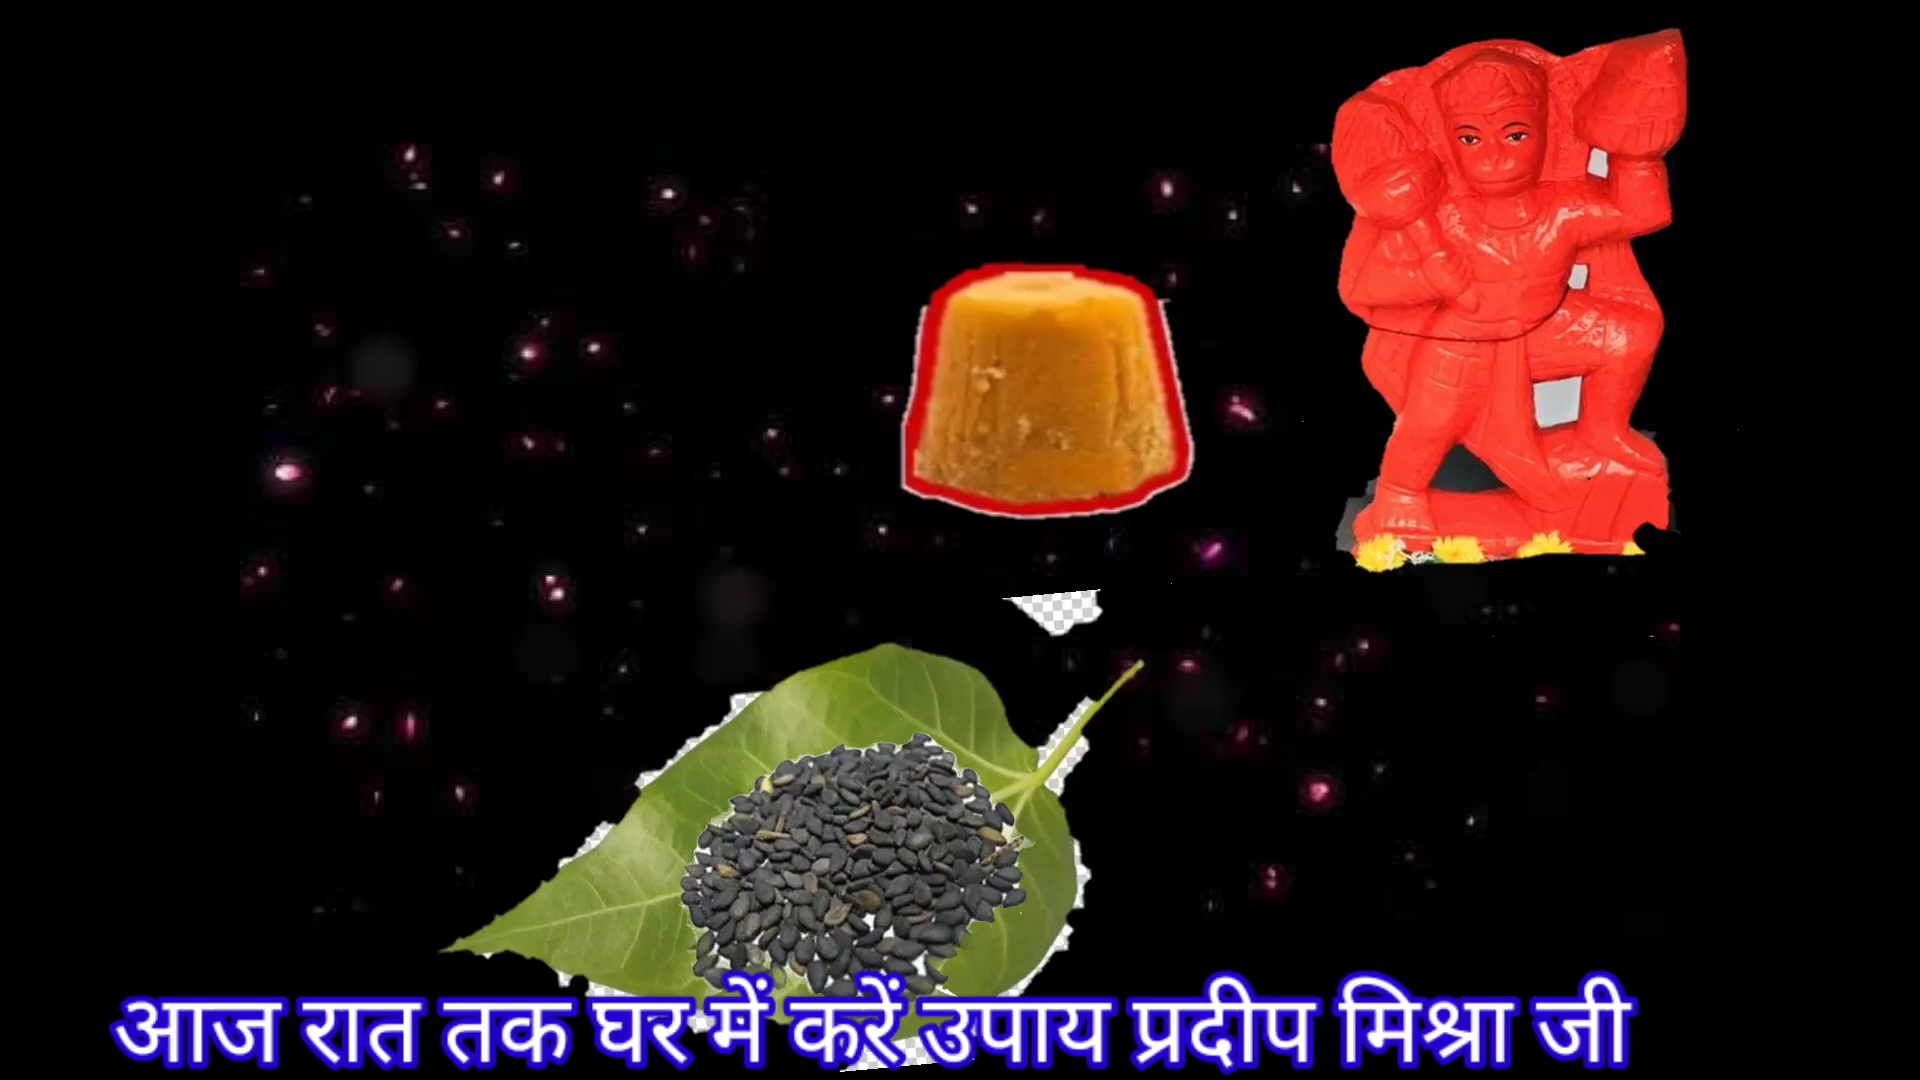 आज रात तक घर में करें उपाय प्रदीप मिश्रा जी